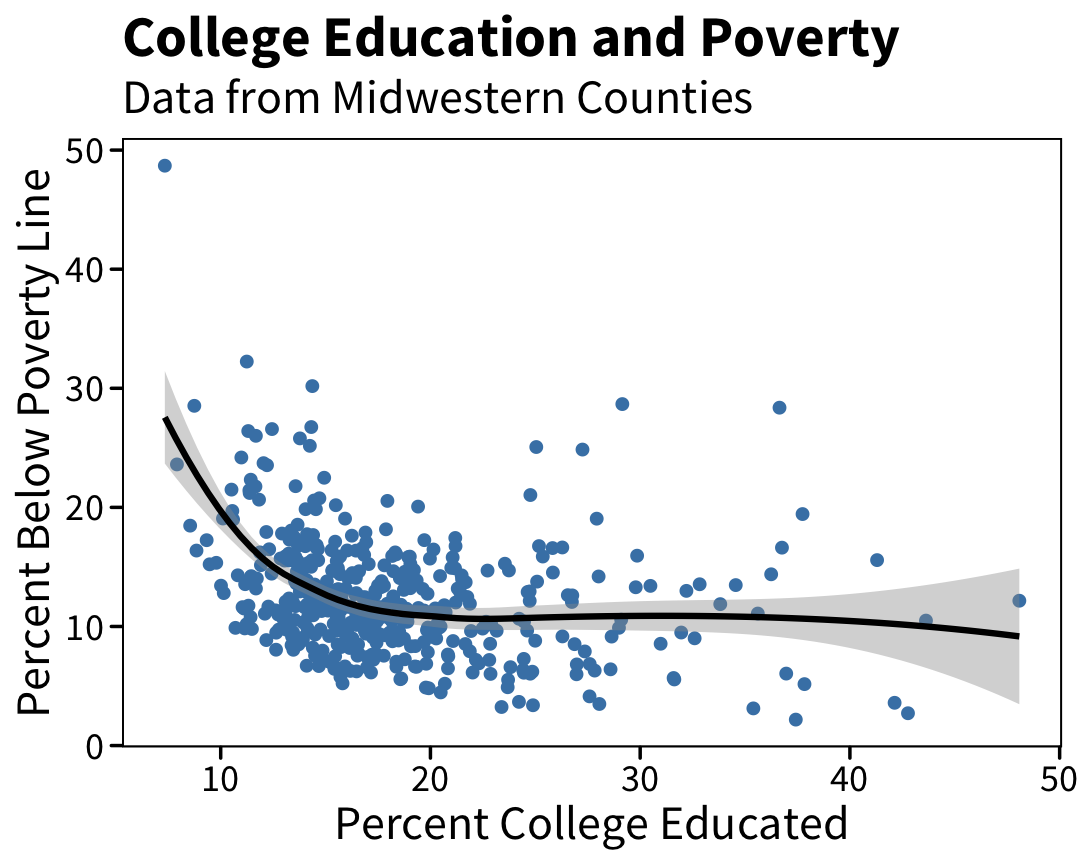 College Education and Poverty
Data from Midwestern Counties
Percent Below Poverty Line
50
40
30
20
10
0
10 20 30 40 50
Percent College Educated